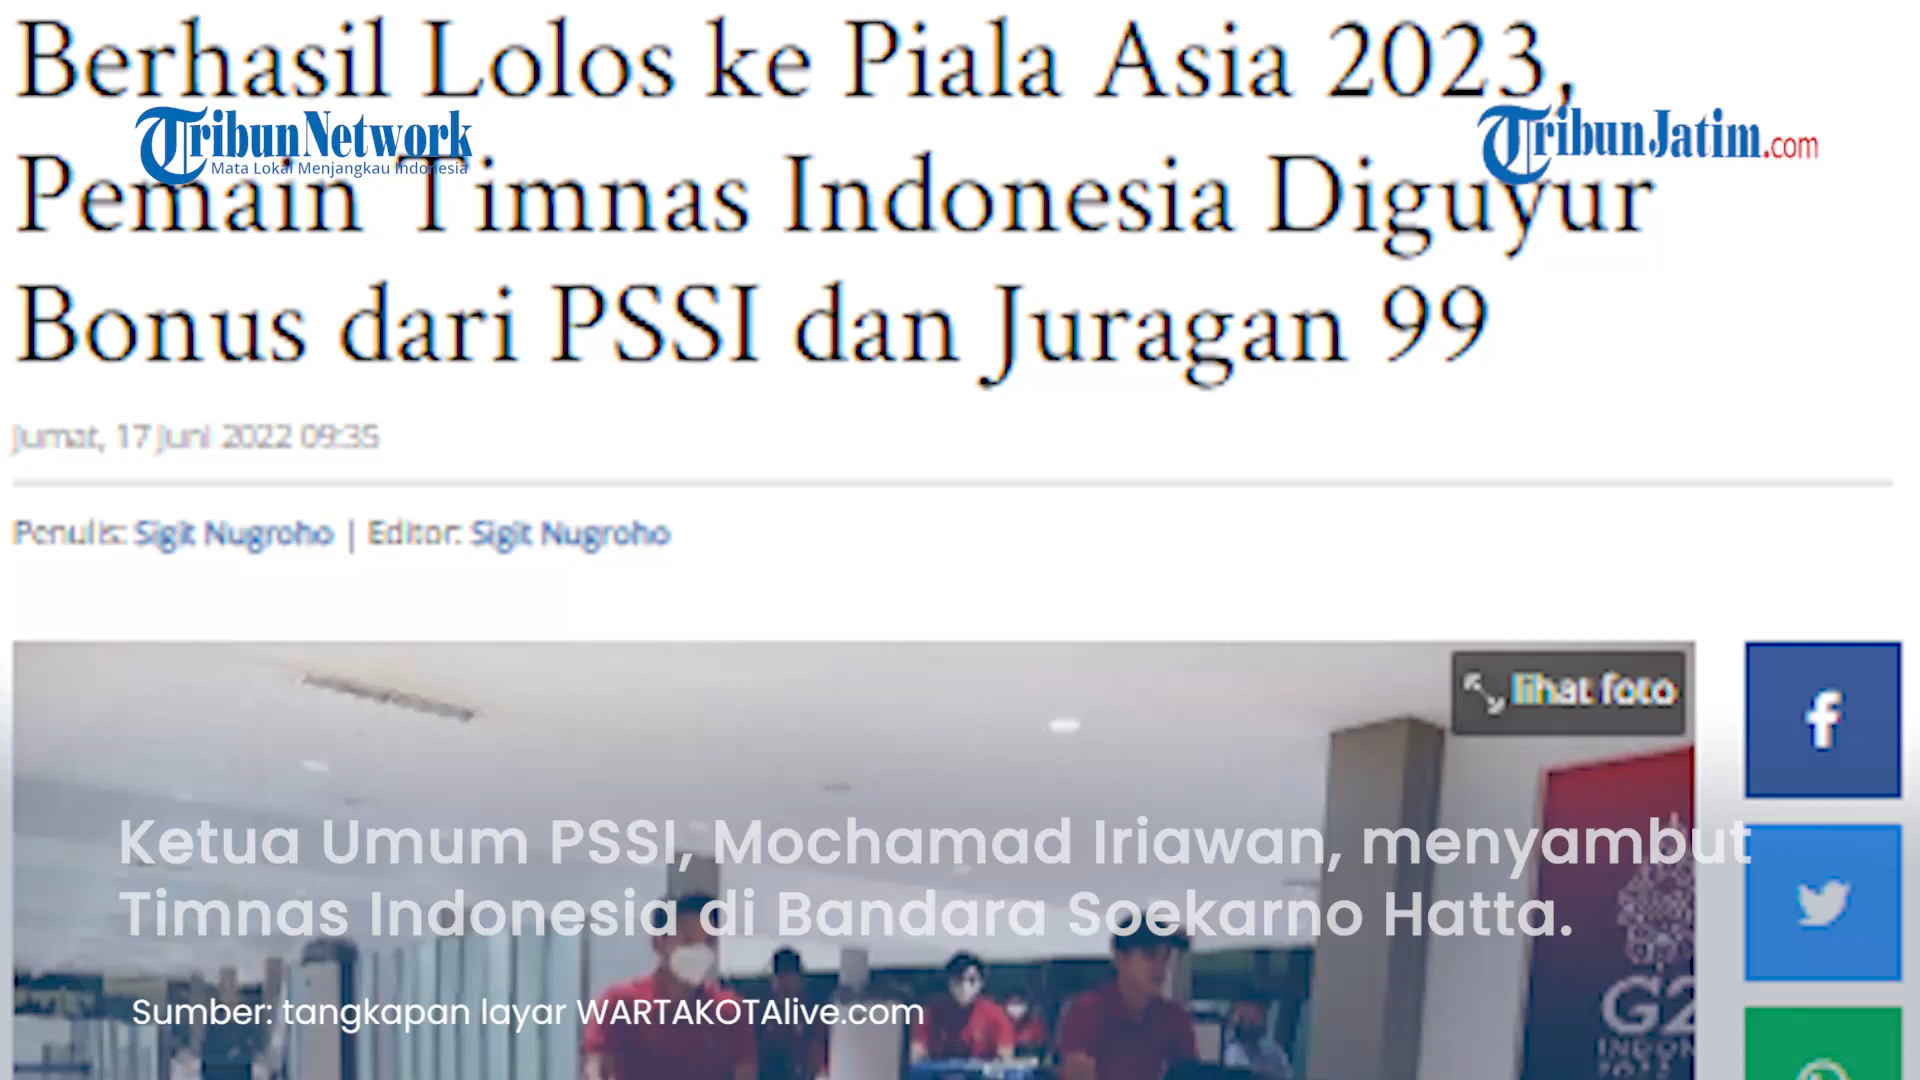 Berhasil Lolos ke Piala Asia 2023,
TribunNetwork
Mata Lokal Menjangkau Indonesia
TribunJatim.com
Pemain Timnas Indonesia Diguyur
Bonus dari PSSI dan Juragan 99
Jumat, 17 Juni 2022 09:35
Penulis: Sigit Nugroho | Editor: Sigit Nugroho
lihat foto
Ketua Umum PSSI, Mochamad Iriawan, menyambut
Timnas Indonesia di Bandara Soekarno Hatta.
Sumber: tangkapan layar WARTAKOTAlive.com